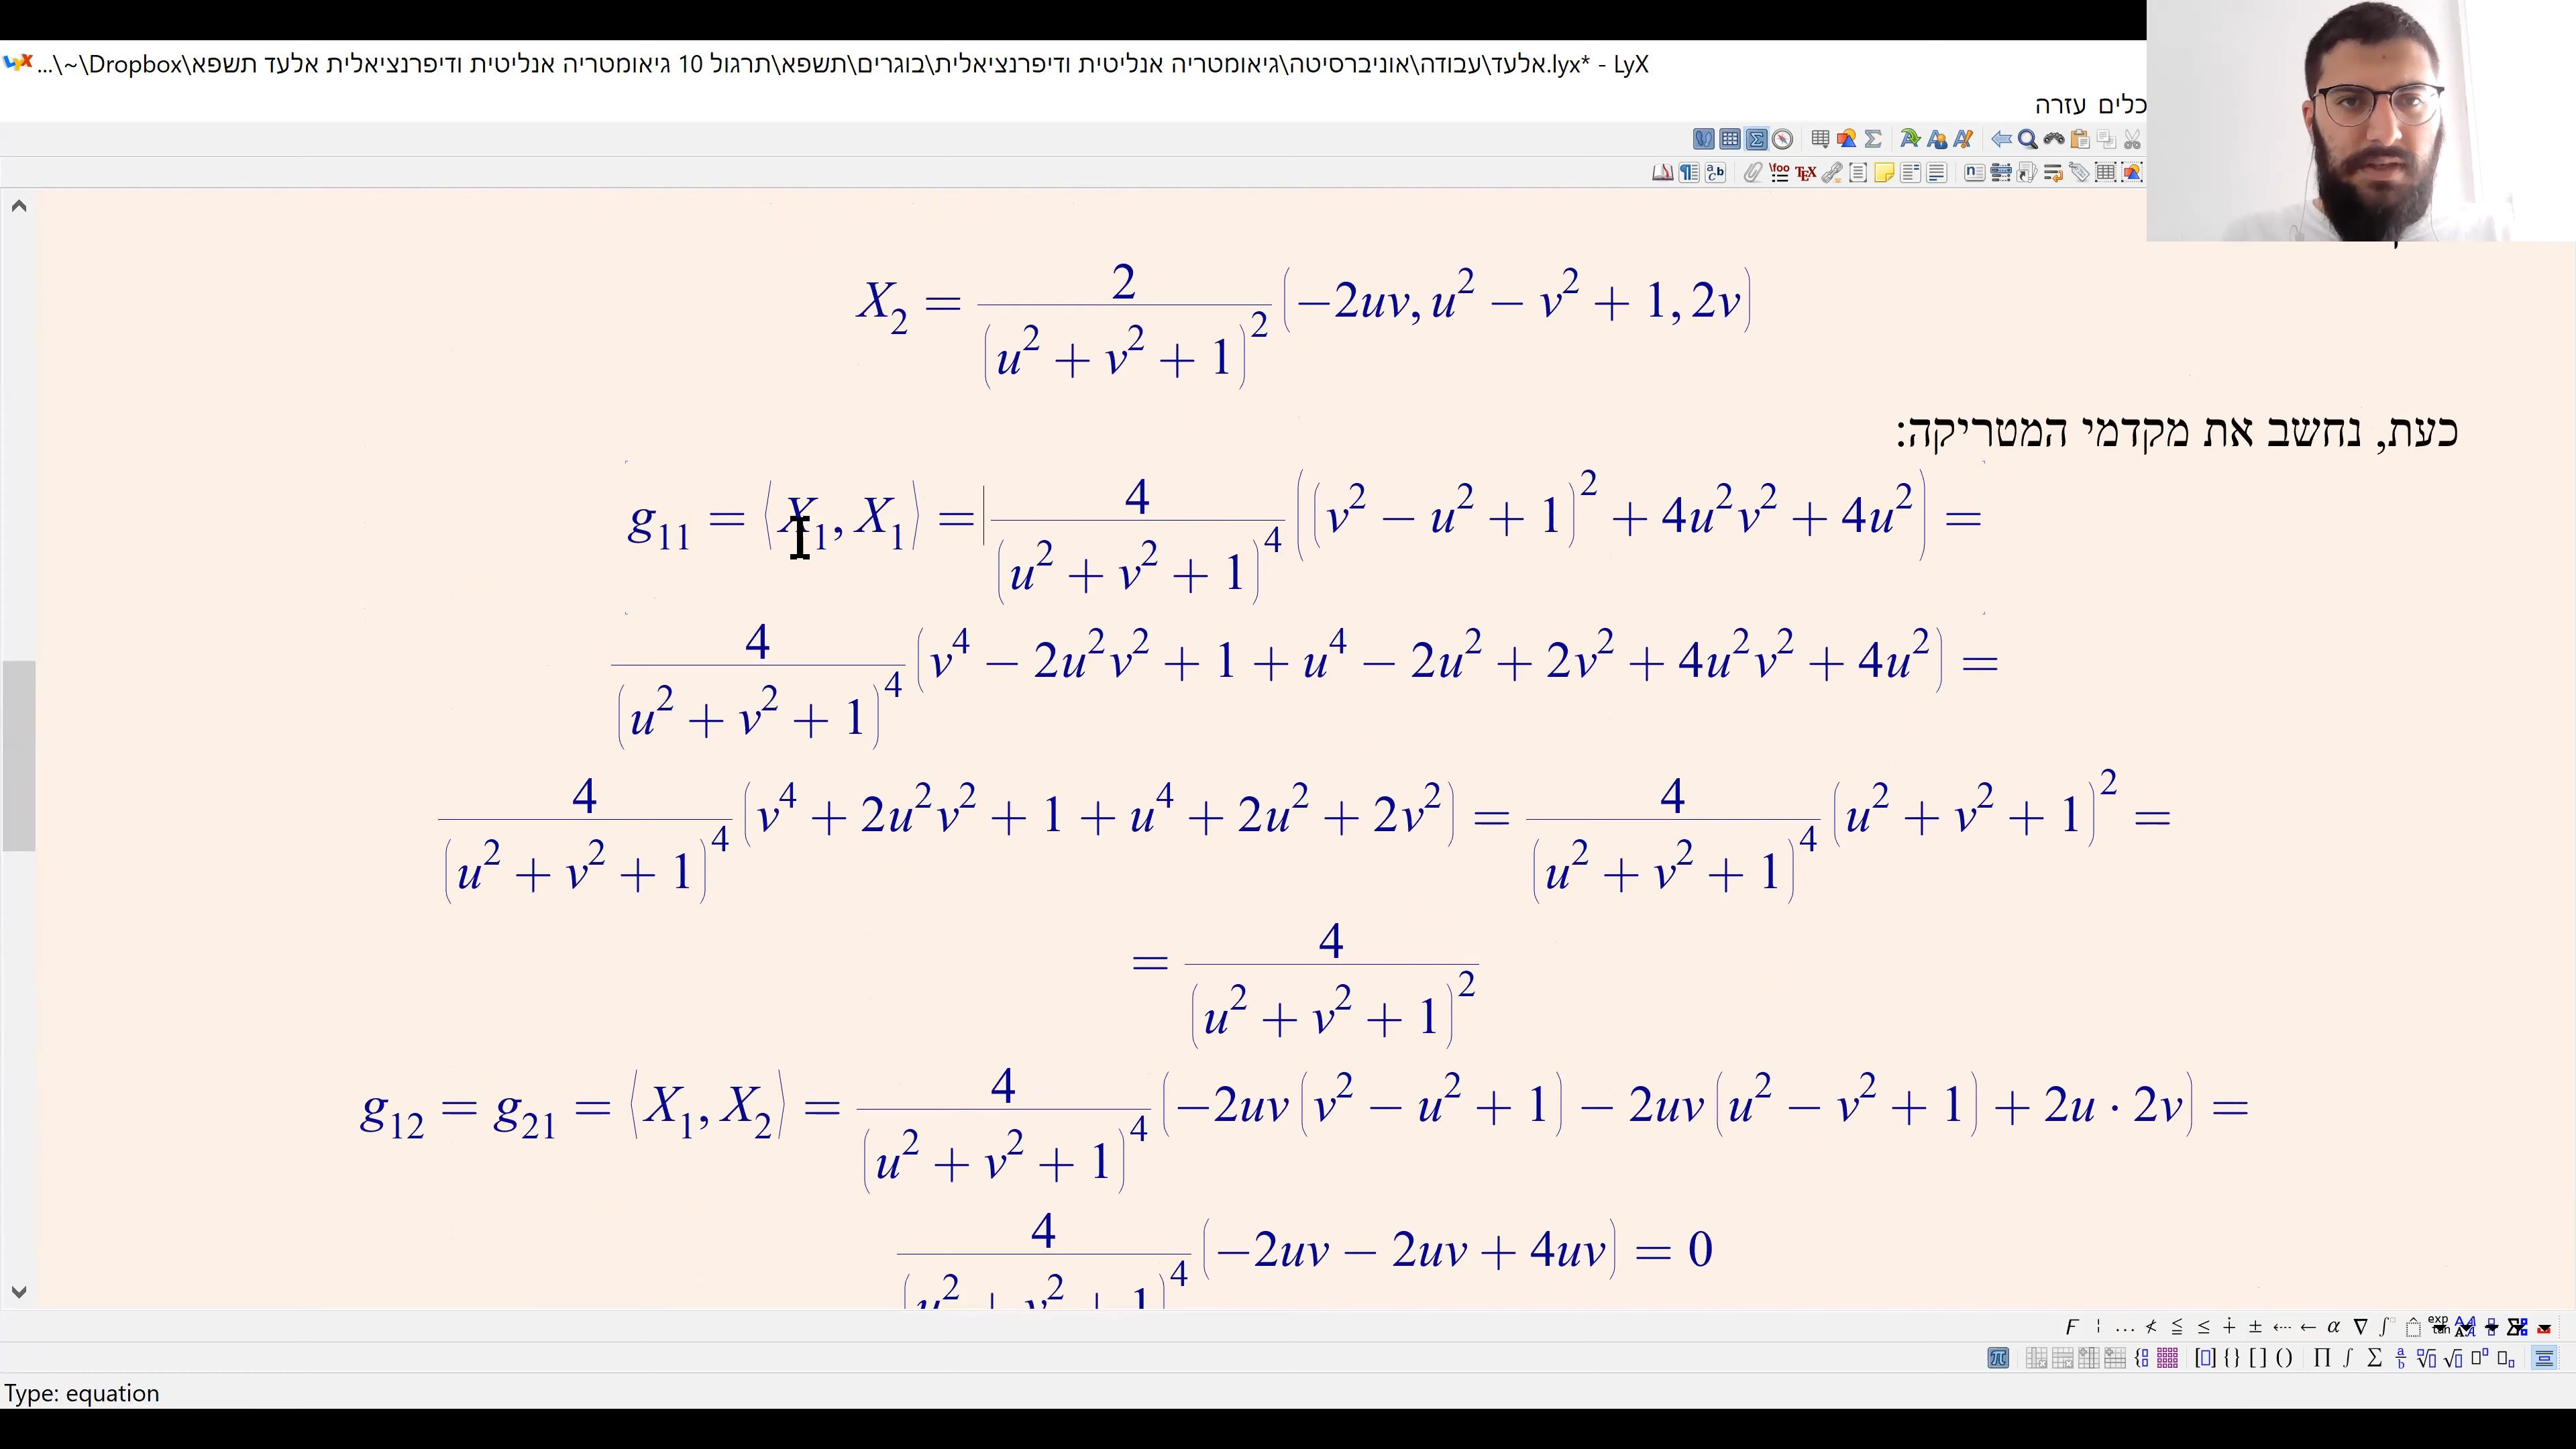 ...\~\Dropbox\אלעד\עבודה\אוניברסיטה\גיאומטריה אנליטית ודיפרנציאלית\בוגרים\תשפא\תרגול 10 גיאומטריה אנליטית ודיפרנציאלית אלעד תשפא.lyx* - LyX
כלים עזרה
X_2 = \frac{2}{(u^2 + v^2 + 1)^2} (-2uv, u^2 - v^2 + 1, 2v)
כעת, נחשב את מקדמי המטריקה:
g_{11} = ⟨X_1, X_1⟩ = \frac{4}{(u^2 + v^2 + 1)^4} ((v^2 - u^2 + 1)^2 + 4u^2v^2 + 4u^2) =
\frac{4}{(u^2 + v^2 + 1)^4} (v^4 - 2u^2v^2 + 1 + u^4 - 2u^2 + 2v^2 + 4u^2v^2 + 4u^2) =
\frac{4}{(u^2 + v^2 + 1)^4} (v^4 + 2u^2v^2 + 1 + u^4 + 2u^2 + 2v^2) = \frac{4}{(u^2 + v^2 + 1)^4} (u^2 + v^2 + 1)^2 =
= \frac{4}{(u^2 + v^2 + 1)^2}
g_{12} = g_{21} = ⟨X_1, X_2⟩ = \frac{4}{(u^2 + v^2 + 1)^4} (-2uv(v^2 - u^2 + 1) - 2uv(u^2 - v^2 + 1) + 2u · 2v) =
\frac{4}{(u^2 + v^2 + 1)^4} (-2uv - 2uv + 4uv) = 0
Type: equation